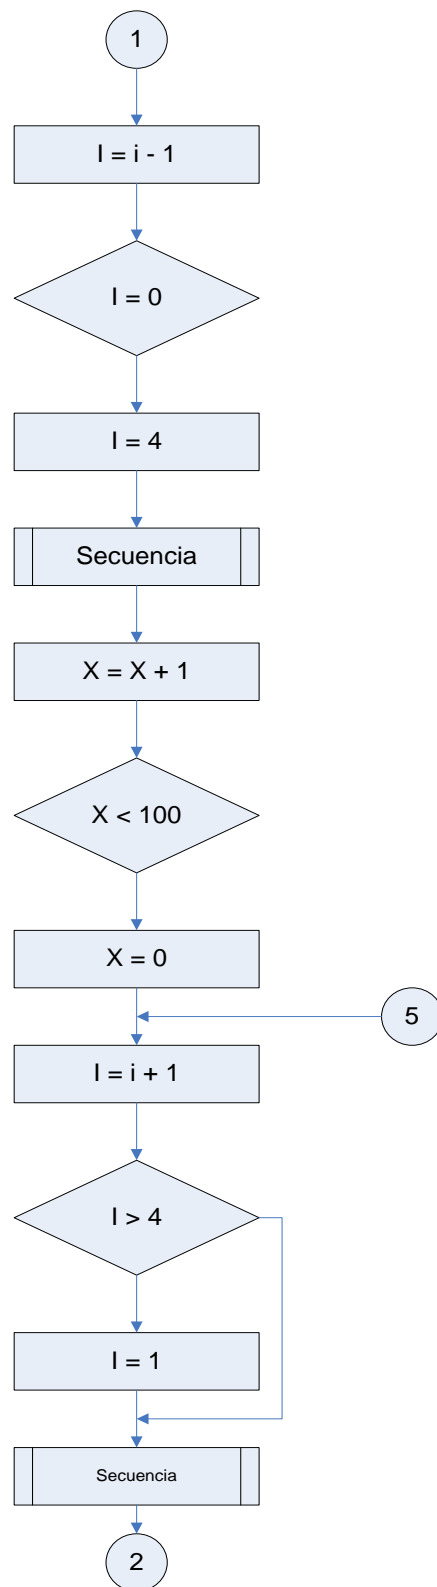 1
I = i - 1
I = 0
I = 4
Secuencia
X = X + 1
X < 100
X = 0
5
I = i + 1
I > 4
I = 1
Secuencia
2